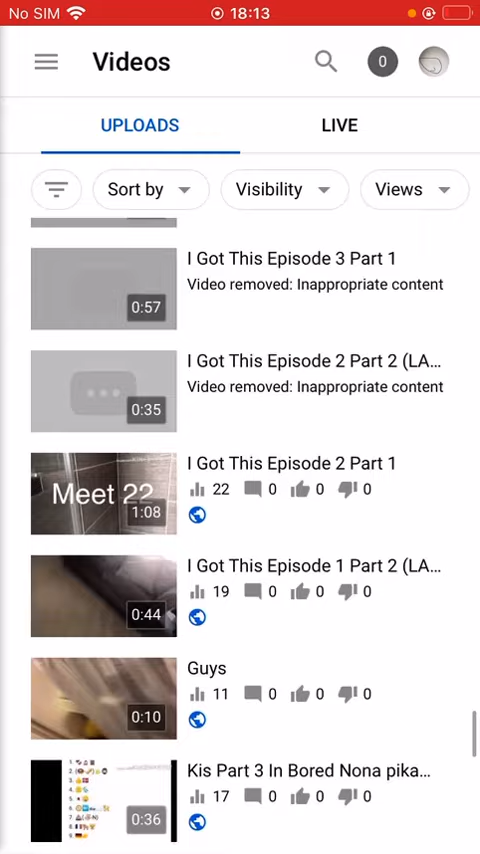 No SIM 18:13
Videos 0
UPLOADS LIVE
Sort by Visibility Views
I Got This Episode 3 Part 1
Video removed: Inappropriate content
0:57
I Got This Episode 2 Part 2 (LA...
Video removed: Inappropriate content
0:35
I Got This Episode 2 Part 1
Meet 22
22 0 0 0
1:08
I Got This Episode 1 Part 2 (LA...
19 0 0 0
0:44
Guys
11 0 0 0
0:10
Kis Part 3 In Bored Nona pika...
17 0 0 0
0:36